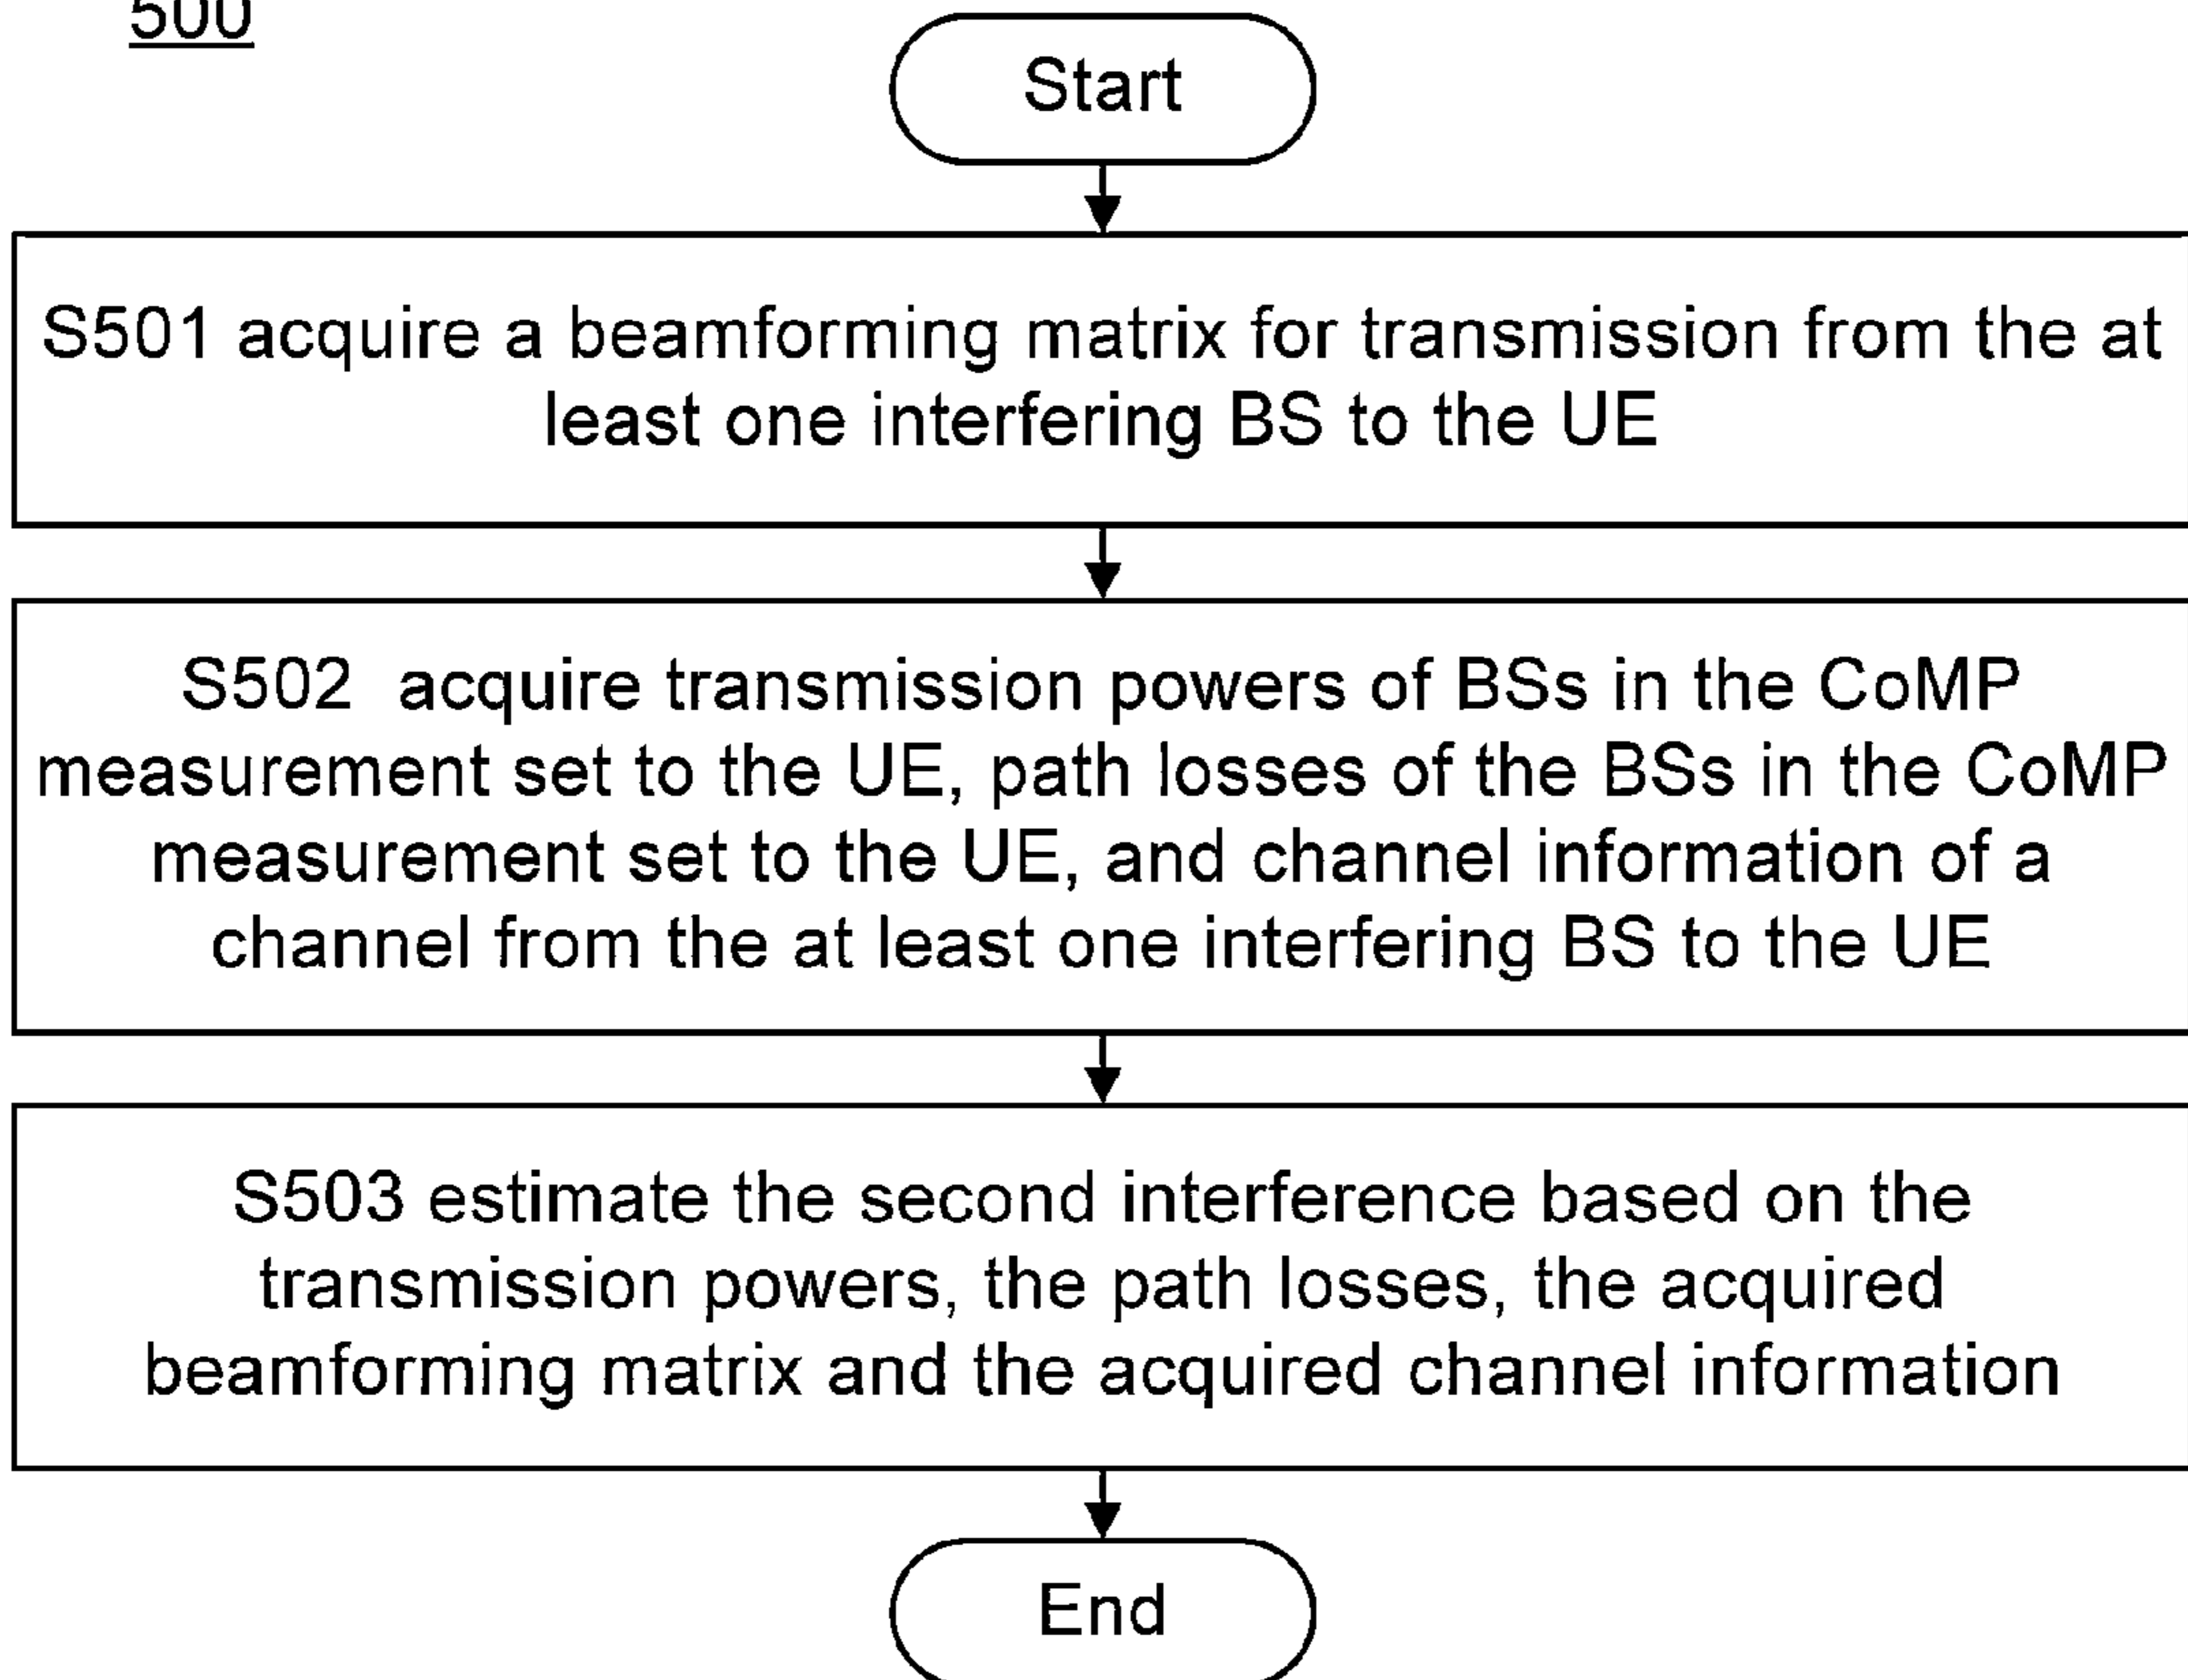 500
Start
S501 acquire a beamforming matrix for transmission from the at
least one interfering BS to the UE
S502 acquire transmission powers of BSs in the CoMP
measurement set to the UE, path losses of the BSs in the CoMP
measurement set to the UE, and channel information of a
channel from the at least one interfering BS to the UE
S503 estimate the second interference based on the
transmission powers, the path losses, the acquired
beamforming matrix and the acquired channel information
End